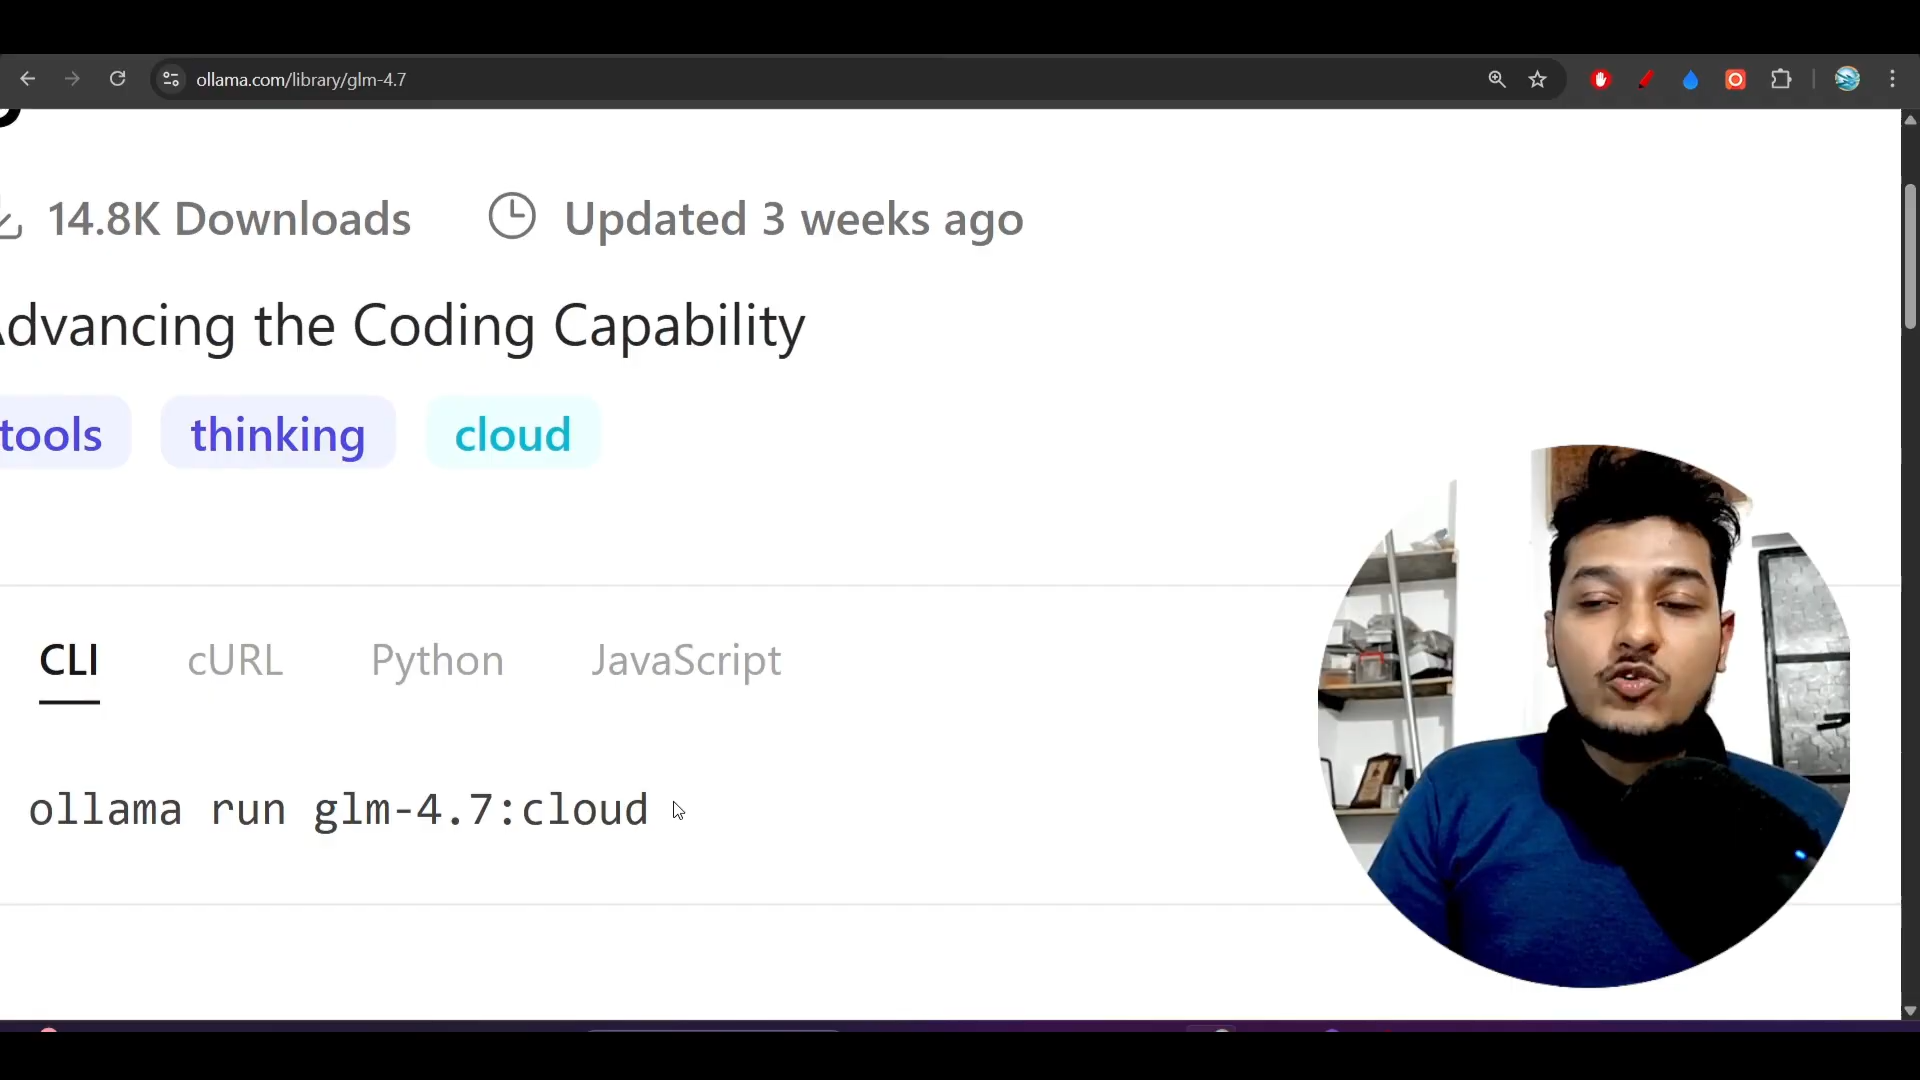 ollama.com/library/glm-4.7
14.8K Downloads Updated 3 weeks ago
Advancing the Coding Capability
tools thinking cloud
CLI cURL Python JavaScript
ollama run glm-4.7:cloud